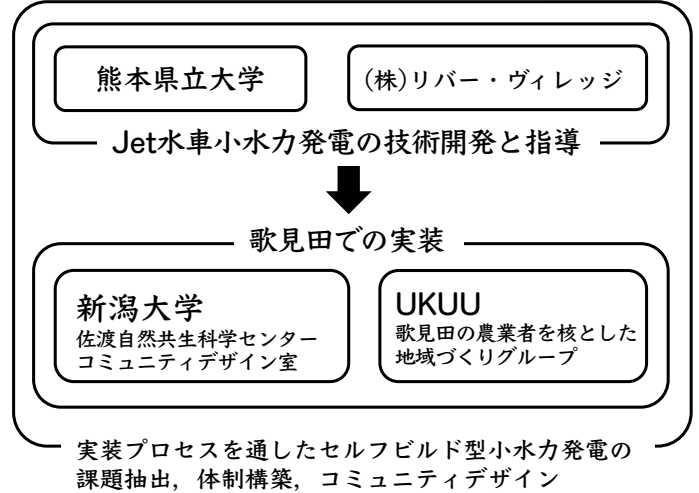 熊本県立大学
(株)リバー・ヴィレッジ
Jet水車小水力発電の技術開発と指導
歌見田での実装
新潟大学
佐渡自然共生科学センター
コミュニティデザイン室
UKUU
歌見田の農業者を核とした
地域づくりグループ
実装プロセスを通したセルフビルド型小水力発電の
課題抽出，体制構築，コミュニティデザイン